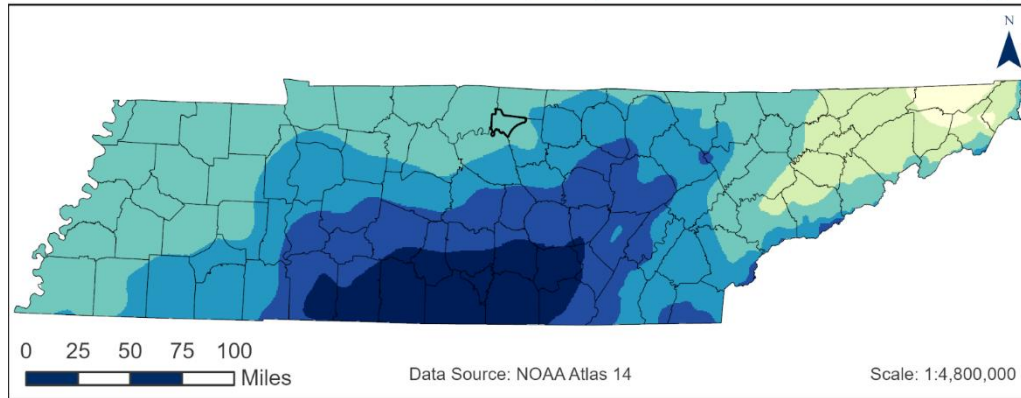 N
0 25 50 75 100
Miles
Data Source: NOAA Atlas 14
Scale: 1:4,800,000